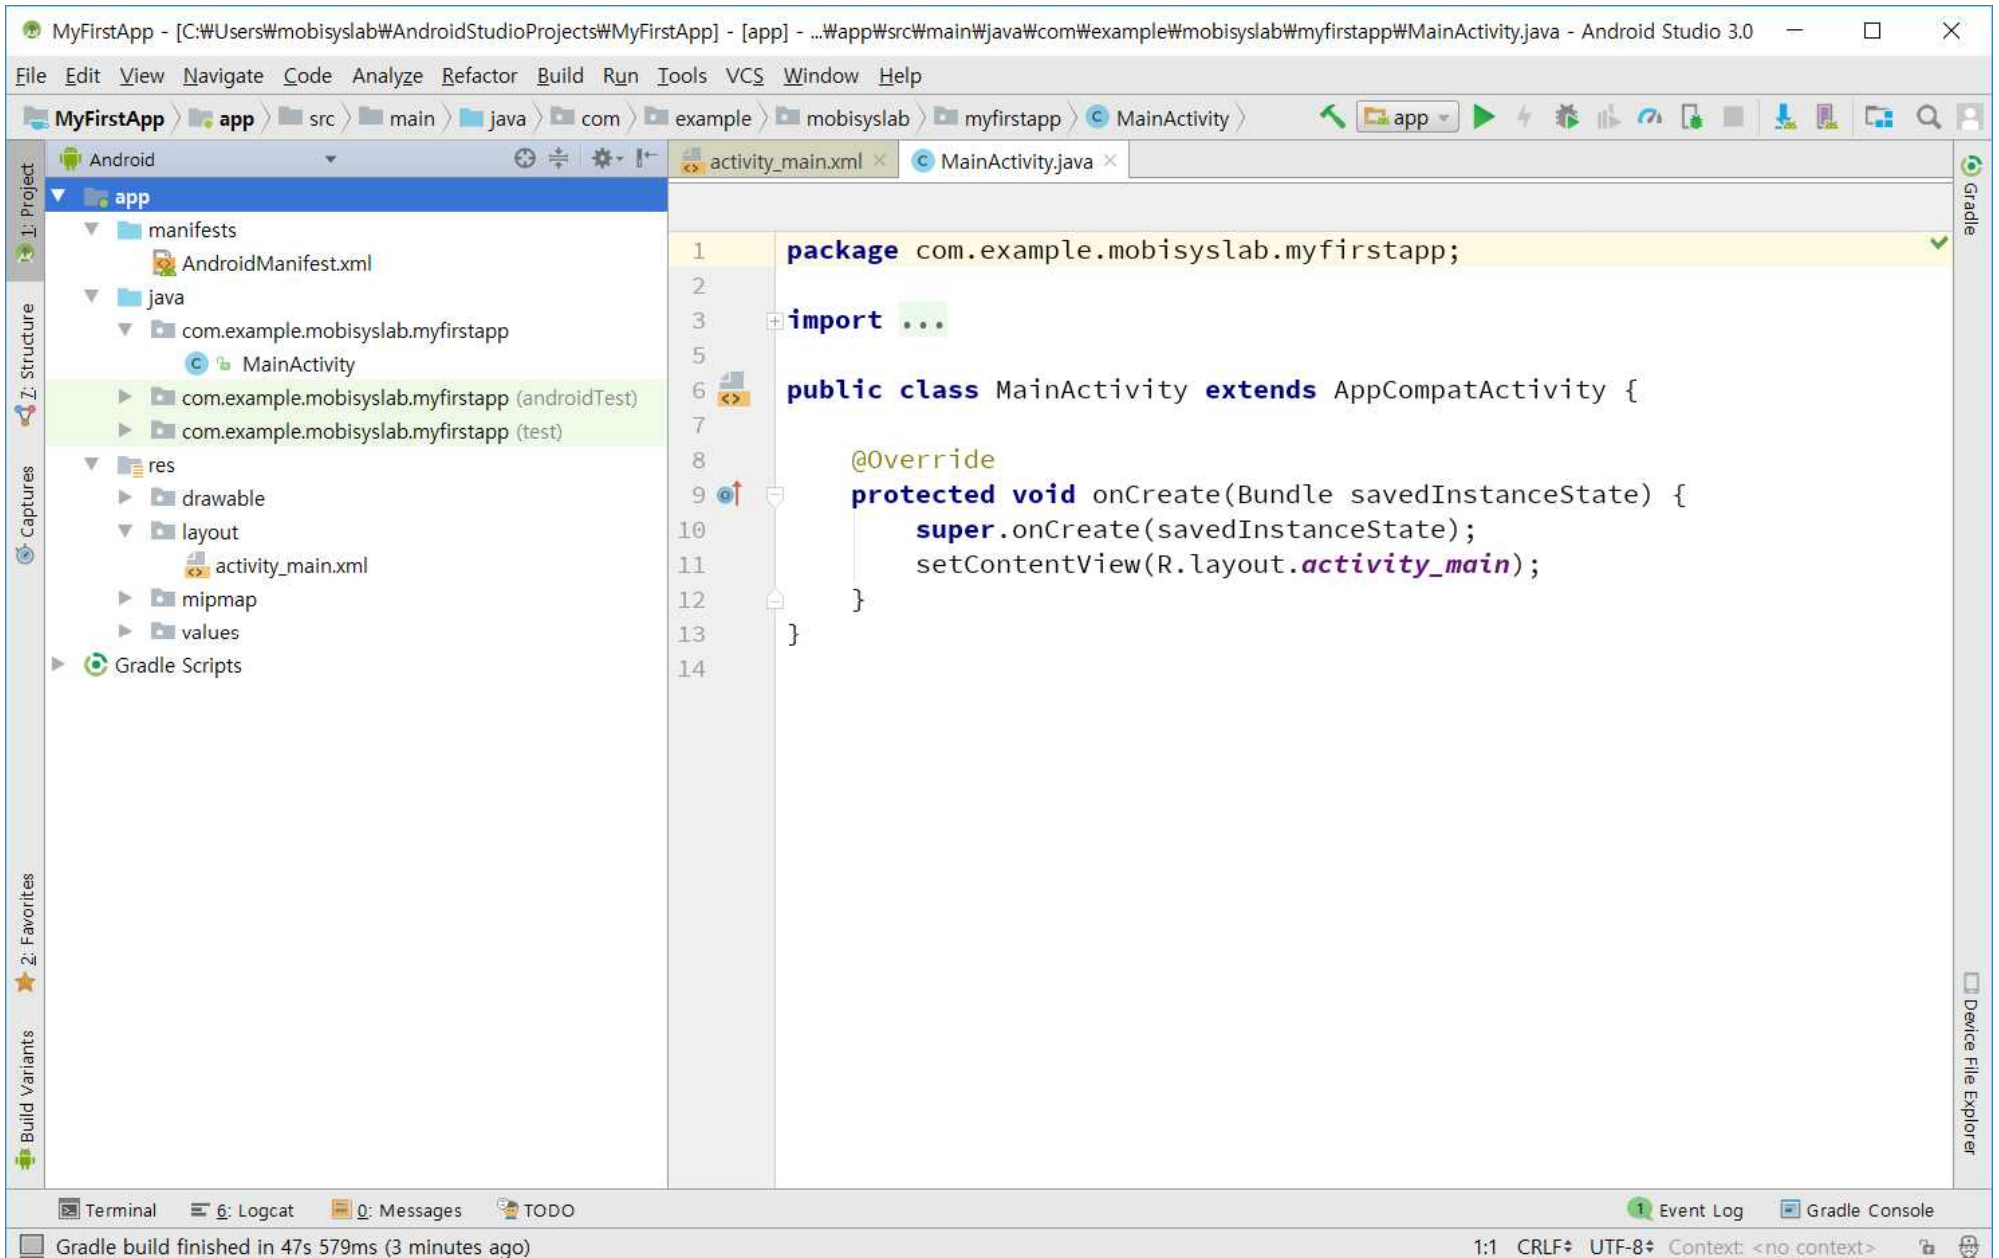 MyFirstApp - [C:₩Users₩mobisyslab₩AndroidStudioProjects₩MyFirstApp] - [app] - ...₩app₩src₩main₩java₩com₩example₩mobisyslab₩myfirstapp₩MainActivity.java - Android Studio 3.0
File Edit View Navigate Code Analyze Refactor Build Run Tools VCS Window Help
MyFirstApp app src main java com example mobisyslab myfirstapp MainActivity app
1: Project
7: Structure
Captures
2: Favorites
Build Variants
Android
app
manifests
AndroidManifest.xml
java
com.example.mobisyslab.myfirstapp
C MainActivity
com.example.mobisyslab.myfirstapp (androidTest)
com.example.mobisyslab.myfirstapp (test)
res
drawable
layout
activity_main.xml
mipmap
values
Gradle Scripts
activity_main.xml C MainActivity.java
1 package com.example.mobisyslab.myfirstapp;
2
3 import ...
5
6 public class MainActivity extends AppCompatActivity {
7
8 @Override
9 protected void onCreate(Bundle savedInstanceState) {
10 super.onCreate(savedInstanceState);
11 setContentView(R.layout.activity_main);
12 }
13 }
14
Gradle
Device File Explorer
Terminal 6: Logcat 0: Messages TODO 1 Event Log Gradle Console
Gradle build finished in 47s 579ms (3 minutes ago) 1:1 CRLF UTF-8 Context: <no context>